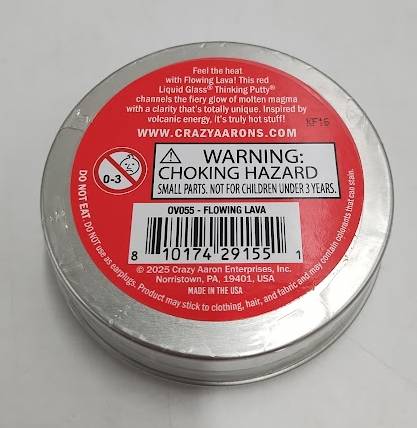 Feel the heat
with Flowing Lava! This red
Liquid Glass® Thinking Putty®
channels the fiery glow of molten magma
with a clarity that's totally unique. Inspired by
volcanic energy, it's truly hot stuff!
WWW.CRAZYAARONS.COM
0-3
WARNING:
CHOKING HAZARD
SMALL PARTS. NOT FOR CHILDREN UNDER 3 YEARS.
OV055 - FLOWING LAVA
8 10174 29155 1
© 2025 Crazy Aaron Enterprises, Inc.
Norristown, PA, 19401, USA
MADE IN THE USA
DO NOT EAT. DO NOT use as earplugs. Product may stick to clothing, hair, and fabric and may contain colorants that can stain.